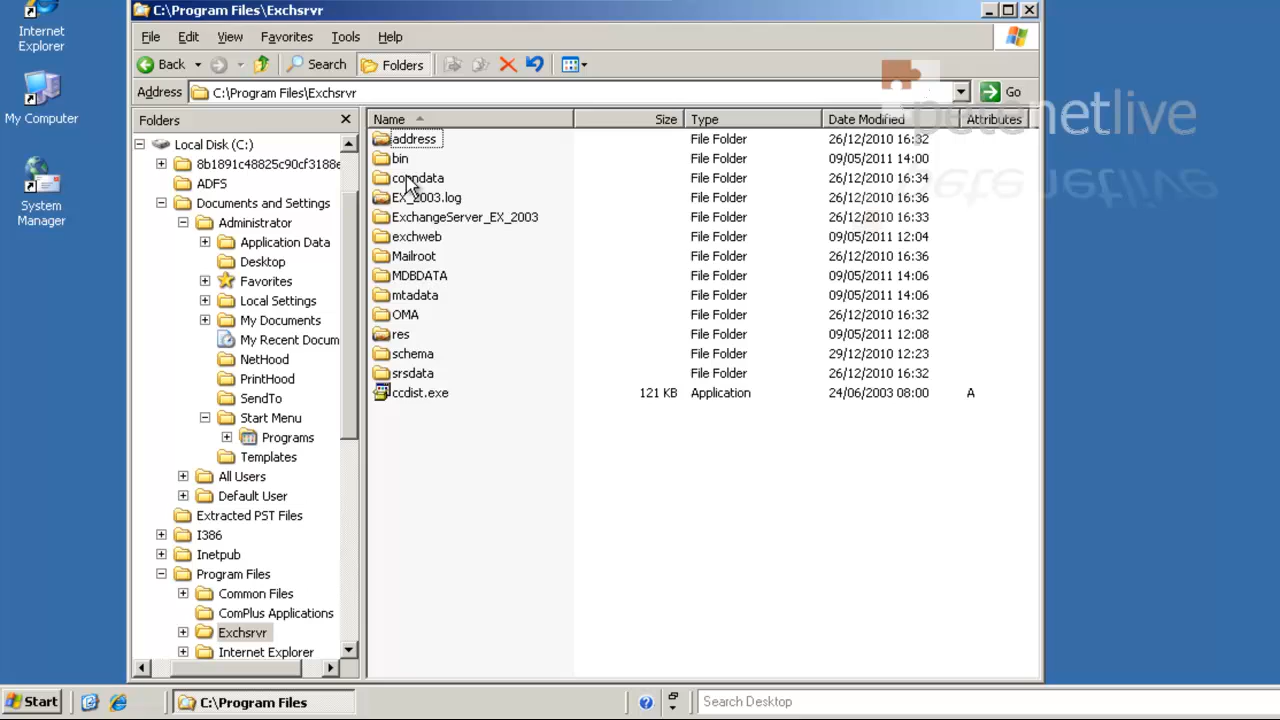 Internet
Explorer
My Computer
System
Manager
C:\Program Files\Exchsrvr
File Edit View Favorites Tools Help
Back Search Folders
Address C:\Program Files\Exchsrvr Go
petenetlive
Folders
Local Disk (C:)
8b1891c48825c90cf3188e
ADFS
Documents and Settings
Administrator
Application Data
Desktop
Favorites
Local Settings
My Documents
My Recent Docum
NetHood
PrintHood
SendTo
Start Menu
Programs
Templates
All Users
Default User
Extracted PST Files
I386
Inetpub
Program Files
Common Files
ComPlus Applications
Exchsrvr
Internet Explorer
Name Size Type Date Modified Attributes
address File Folder 26/12/2010 16:32
bin File Folder 09/05/2011 14:00
conndata File Folder 26/12/2010 16:34
EX_2003.log File Folder 26/12/2010 16:36
ExchangeServer_EX_2003 File Folder 26/12/2010 16:33
exchweb File Folder 09/05/2011 12:04
Mailroot File Folder 26/12/2010 16:36
MDBDATA File Folder 09/05/2011 14:06
mtadata File Folder 09/05/2011 14:06
OMA File Folder 26/12/2010 16:32
res File Folder 09/05/2011 12:08
schema File Folder 29/12/2010 12:23
srsdata File Folder 26/12/2010 16:32
ccdist.exe 121 KB Application 24/06/2003 08:00 A
Start C:\Program Files Search Desktop